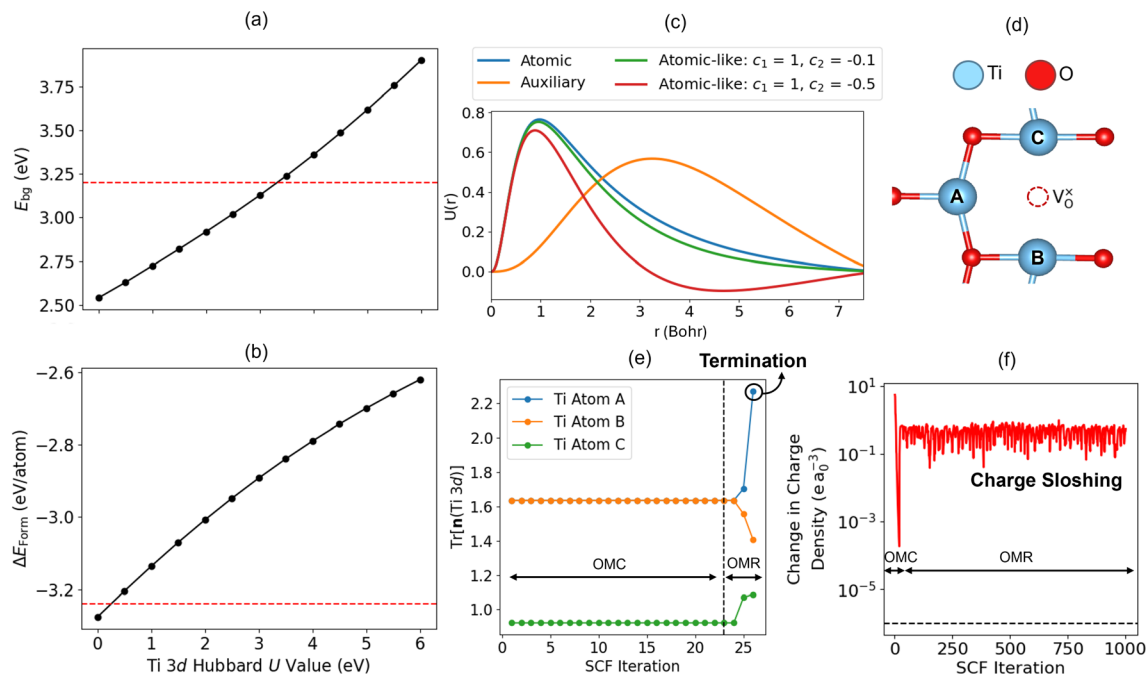 (a)
3.75
3.50
3.25
3.00
2.75
2.50
E_bg (eV)
(b)
−2.6
−2.8
−3.0
−3.2
ΔE_Form (eV/atom)
0 1 2 3 4 5 6
Ti 3d Hubbard U Value (eV)
(c)
Atomic
Auxiliary
Atomic-like: c₁ = 1, c₂ = -0.1
Atomic-like: c₁ = 1, c₂ = -0.5
0.8
0.6
0.4
0.2
0.0
U(r)
0 1 2 3 4 5 6 7
r (Bohr)
(d)
Ti
O
C
A
V_O^×
B
(e)
Termination
Ti Atom A
Ti Atom B
Ti Atom C
2.2
2.0
1.8
1.6
1.4
1.2
1.0
Tr[n(Ti 3d)]
OMC
OMR
0 5 10 15 20 25
SCF Iteration
(f)
10¹
10⁻¹
10⁻³
10⁻⁵
Change in Charge
Density (e a₀⁻³)
Charge Sloshing
OMC
OMR
0 250 500 750 1000
SCF Iteration